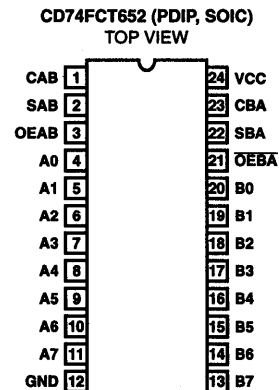 CD74FCT652 (PDIP, SOIC)
TOP VIEW
CAB 1 24 VCC
SAB 2 23 CBA
OEAB 3 22 SBA
A0 4 21 O̅E̅B̅A̅
A1 5 20 B0
A2 6 19 B1
A3 7 18 B2
A4 8 17 B3
A5 9 16 B4
A6 10 15 B5
A7 11 14 B6
GND 12 13 B7